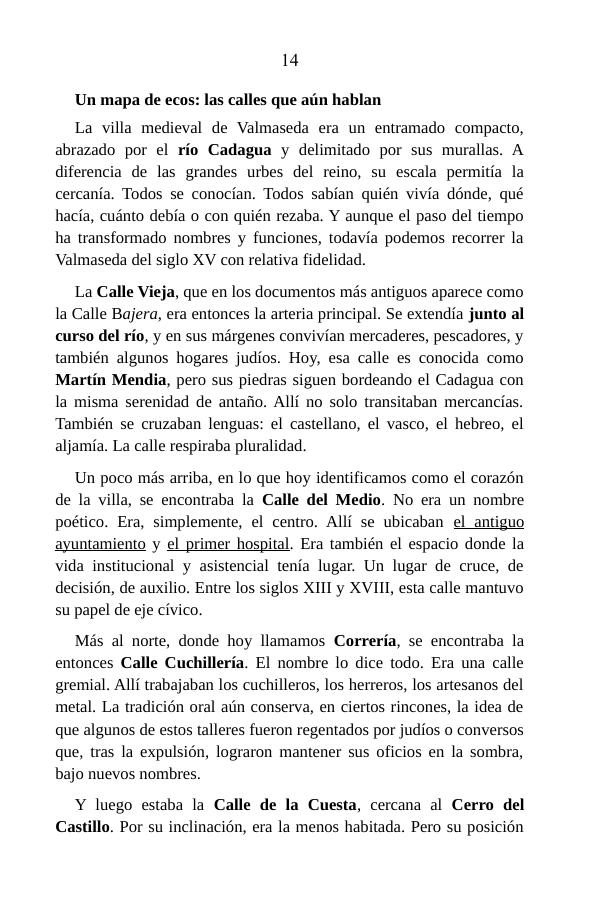 14
Un mapa de ecos: las calles que aún hablan
La villa medieval de Valmaseda era un entramado compacto,
abrazado por el río Cadagua y delimitado por sus murallas. A
diferencia de las grandes urbes del reino, su escala permitía la
cercanía. Todos se conocían. Todos sabían quién vivía dónde, qué
hacía, cuánto debía o con quién rezaba. Y aunque el paso del tiempo
ha transformado nombres y funciones, todavía podemos recorrer la
Valmaseda del siglo XV con relativa fidelidad.
La Calle Vieja, que en los documentos más antiguos aparece como
la Calle Bajera, era entonces la arteria principal. Se extendía junto al
curso del río, y en sus márgenes convivían mercaderes, pescadores, y
también algunos hogares judíos. Hoy, esa calle es conocida como
Martín Mendia, pero sus piedras siguen bordeando el Cadagua con
la misma serenidad de antaño. Allí no solo transitaban mercancías.
También se cruzaban lenguas: el castellano, el vasco, el hebreo, el
aljamía. La calle respiraba pluralidad.
Un poco más arriba, en lo que hoy identificamos como el corazón
de la villa, se encontraba la Calle del Medio. No era un nombre
poético. Era, simplemente, el centro. Allí se ubicaban el antiguo
ayuntamiento y el primer hospital. Era también el espacio donde la
vida institucional y asistencial tenía lugar. Un lugar de cruce, de
decisión, de auxilio. Entre los siglos XIII y XVIII, esta calle mantuvo
su papel de eje cívico.
Más al norte, donde hoy llamamos Correría, se encontraba la
entonces Calle Cuchillería. El nombre lo dice todo. Era una calle
gremial. Allí trabajaban los cuchilleros, los herreros, los artesanos del
metal. La tradición oral aún conserva, en ciertos rincones, la idea de
que algunos de estos talleres fueron regentados por judíos o conversos
que, tras la expulsión, lograron mantener sus oficios en la sombra,
bajo nuevos nombres.
Y luego estaba la Calle de la Cuesta, cercana al Cerro del
Castillo. Por su inclinación, era la menos habitada. Pero su posición